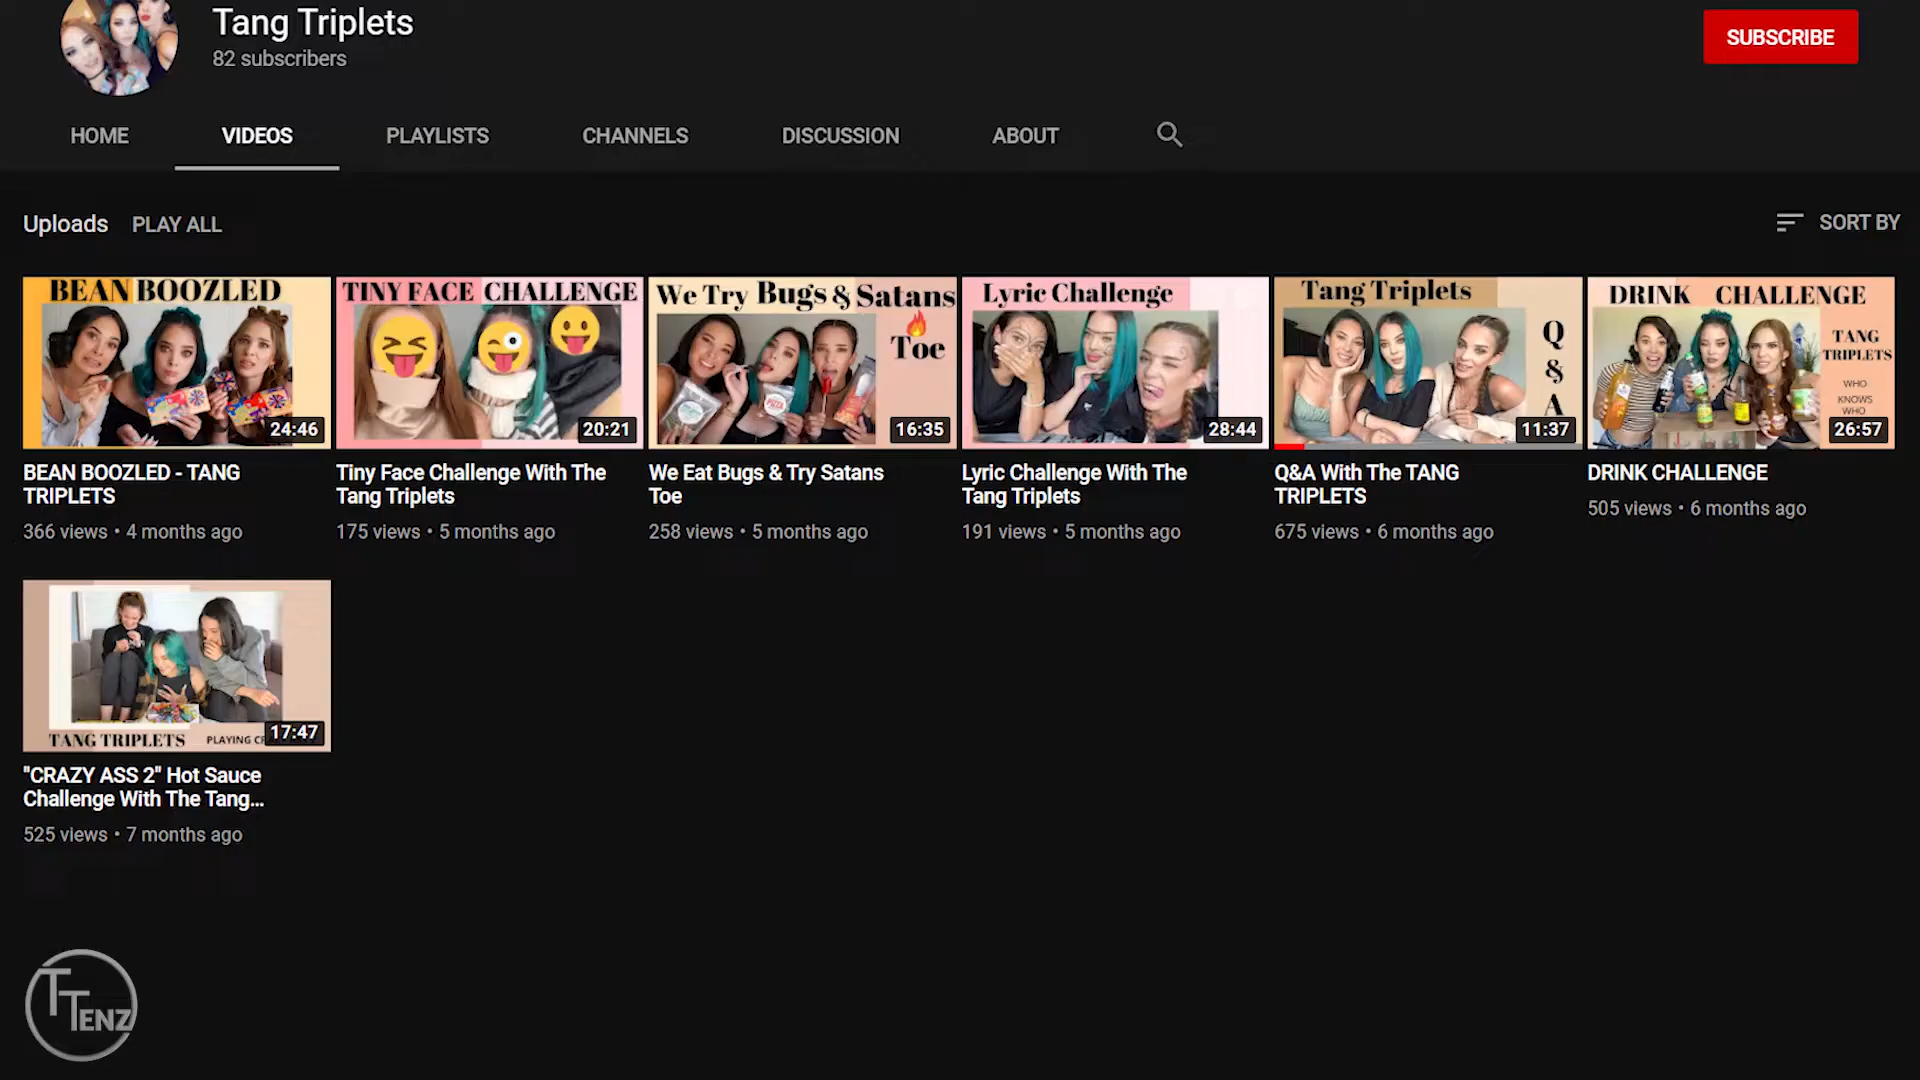 Tang Triplets
82 subscribers
SUBSCRIBE
HOME
VIDEOS
PLAYLISTS
CHANNELS
DISCUSSION
ABOUT
Uploads
PLAY ALL
SORT BY
BEAN BOOZLED
24:46
TINY FACE CHALLENGE
20:21
We Try Bugs & Satans
Toe
16:35
Lyric Challenge
28:44
Tang Triplets
Q
&
A
11:37
DRINK CHALLENGE
TANG
TRIPLETS
WHO
KNOWS
WHO
26:57
BEAN BOOZLED - TANG
TRIPLETS
366 views • 4 months ago
Tiny Face Challenge With The
Tang Triplets
175 views • 5 months ago
We Eat Bugs & Try Satans
Toe
258 views • 5 months ago
Lyric Challenge With The
Tang Triplets
191 views • 5 months ago
Q&A With The TANG
TRIPLETS
675 views • 6 months ago
DRINK CHALLENGE
505 views • 6 months ago
TANG TRIPLETS
PLAYING
17:47
"CRAZY ASS 2" Hot Sauce
Challenge With The Tang...
525 views • 7 months ago
TTENZ